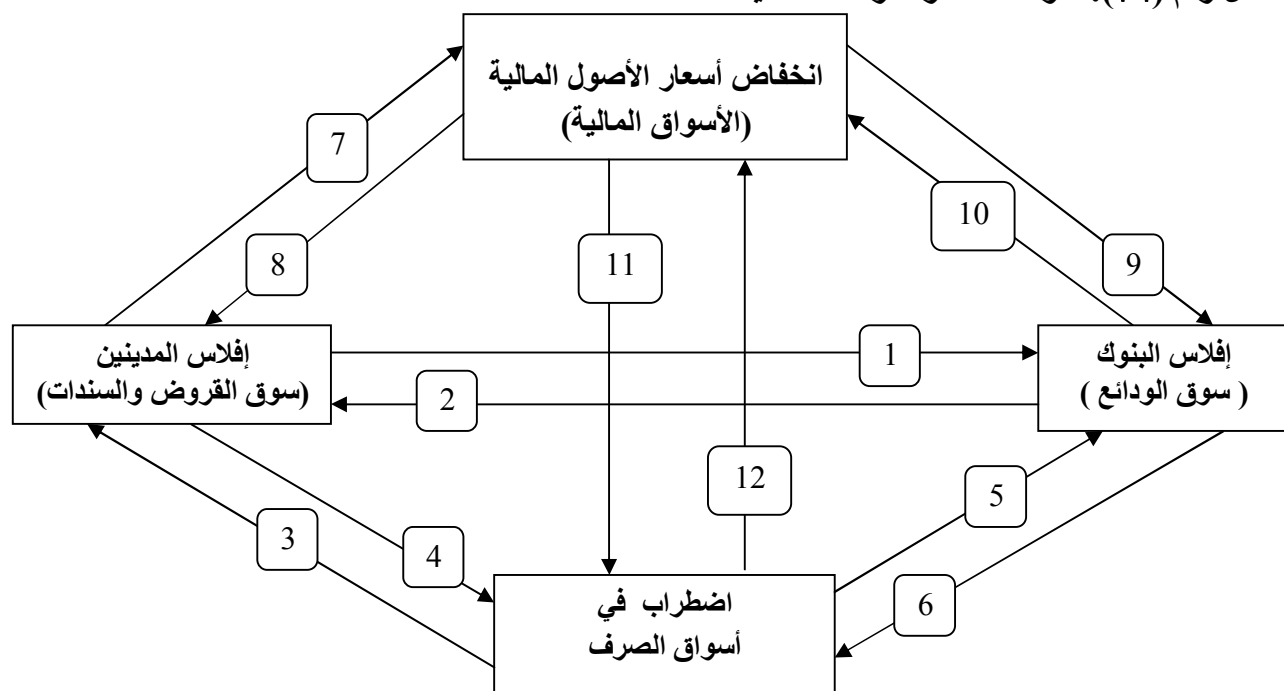 انخفاض أسعار الأصول المالية
(الأسواق المالية)
7
10
8
11
9
إفلاس المدينين
(سوق القروض والسندات)
1
إفلاس البنوك
( سوق الودائع )
2
12
5
3
4
6
اضطراب في
أسواق الصرف